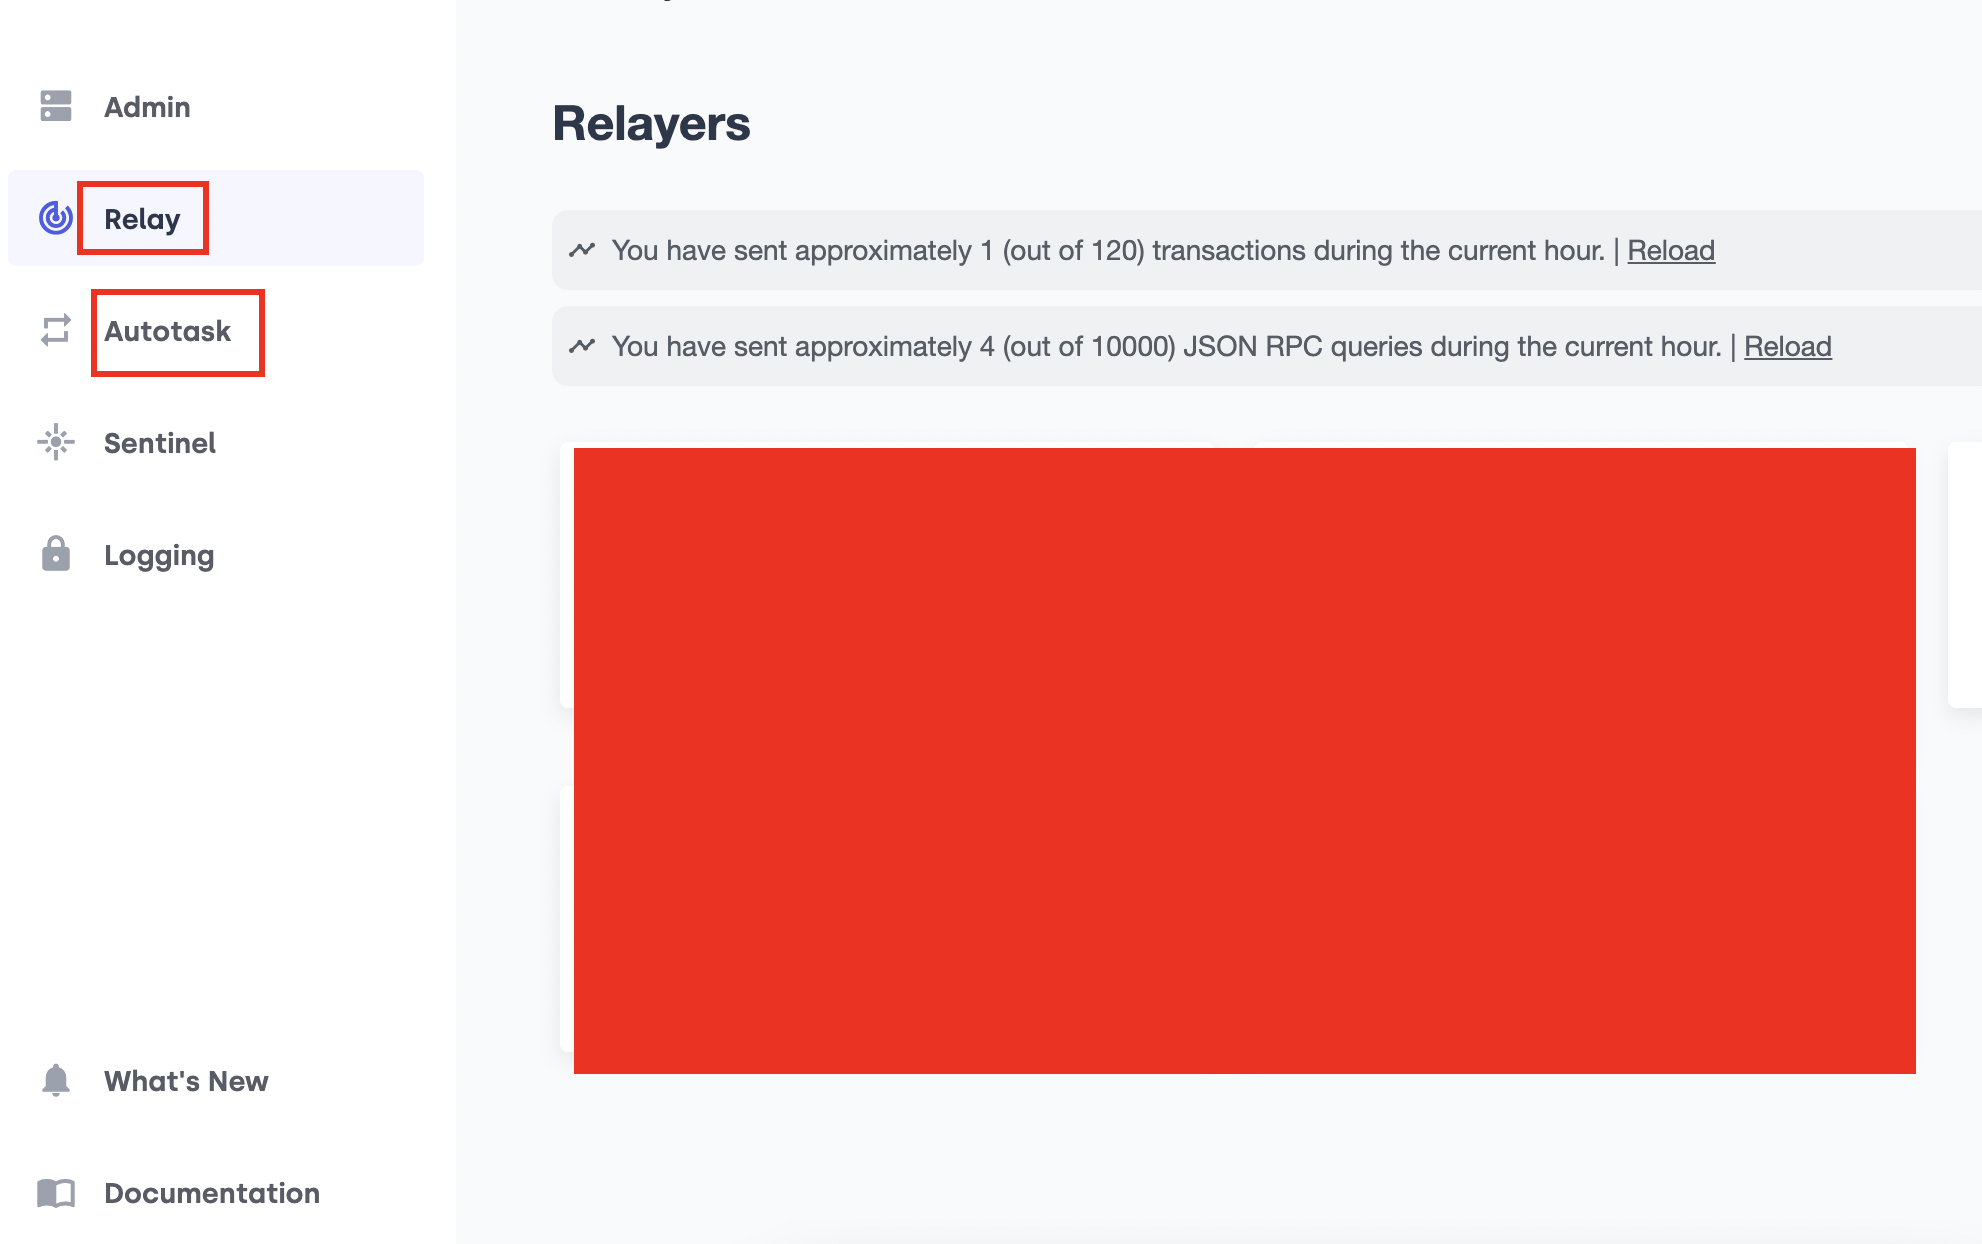 Admin
Relay
Autotask
Sentinel
Logging
What's New
Documentation
Relayers
You have sent approximately 1 (out of 120) transactions during the current hour. | Reload
You have sent approximately 4 (out of 10000) JSON RPC queries during the current hour. | Reload